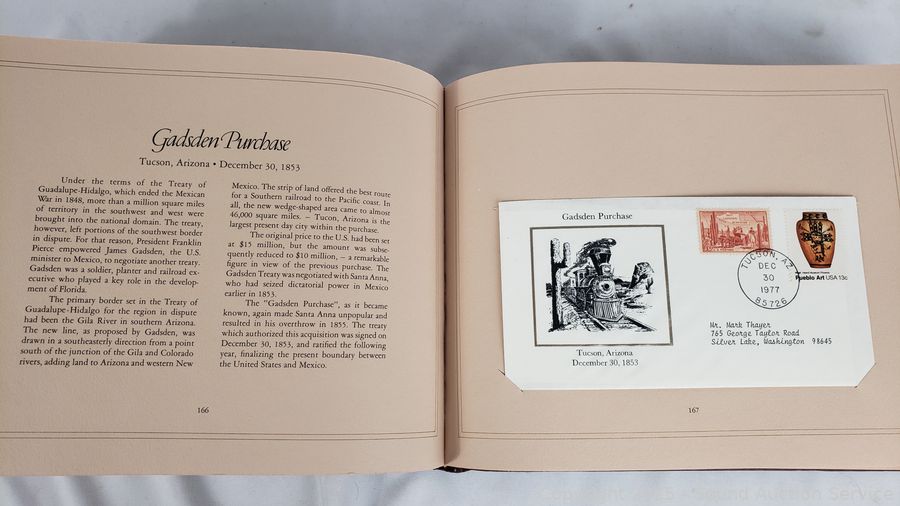 Gadsden Purchase
Tucson, Arizona • December 30, 1853
Under the terms of the Treaty of
Guadalupe-Hidalgo, which ended the Mexican
War in 1848, more than a million square miles
of territory in the southwest and west were
brought into the national domain. The treaty,
however, left portions of the southwest border
in dispute. For that reason, President Franklin
Pierce empowered James Gadsden, the U.S.
minister to Mexico, to negotiate another treaty.
Gadsden was a soldier, planter and railroad ex-
ecutive who played a key role in the develop-
ment of Florida.
The primary border set in the Treaty of
Guadalupe-Hidalgo for the region in dispute
had been the Gila River in southern Arizona.
The new line, as proposed by Gadsden, was
drawn in a southeasterly direction from a point
south of the junction of the Gila and Colorado
rivers, adding land to Arizona and western New
Mexico. The strip of land offered the best route
for a Southern railroad to the Pacific coast. In
all, the new wedge-shaped area came to almost
46,000 square miles. – Tucon, Arizona is the
largest present day city within the purchase.
The original price to the U.S. had been set
at $15 million, but the amount was subse-
quently reduced to $10 million, – a remarkable
figure in view of the previous purchase. The
Gadsden Treaty was negotiated with Santa Anna,
who had seized dictatorial power in Mexico
earlier in 1853.
The "Gadsden Purchase", as it became
known, again made Santa Anna unpopular and
resulted in his overthrow in 1855. The treaty
which authorized this acquisition was signed on
December 30, 1853, and ratified the following
year, finalizing the present boundary between
the United States and Mexico.
166
Gadsden Purchase
Tucson, Arizona
December 30, 1853
TUCSON, AZ
DEC
30
1977
85726
Pueblo Art USA 13c
Mr. Mark Thayer
765 George Taylor Road
Silver Lake, Washington 98645
167
Sound Auction Service